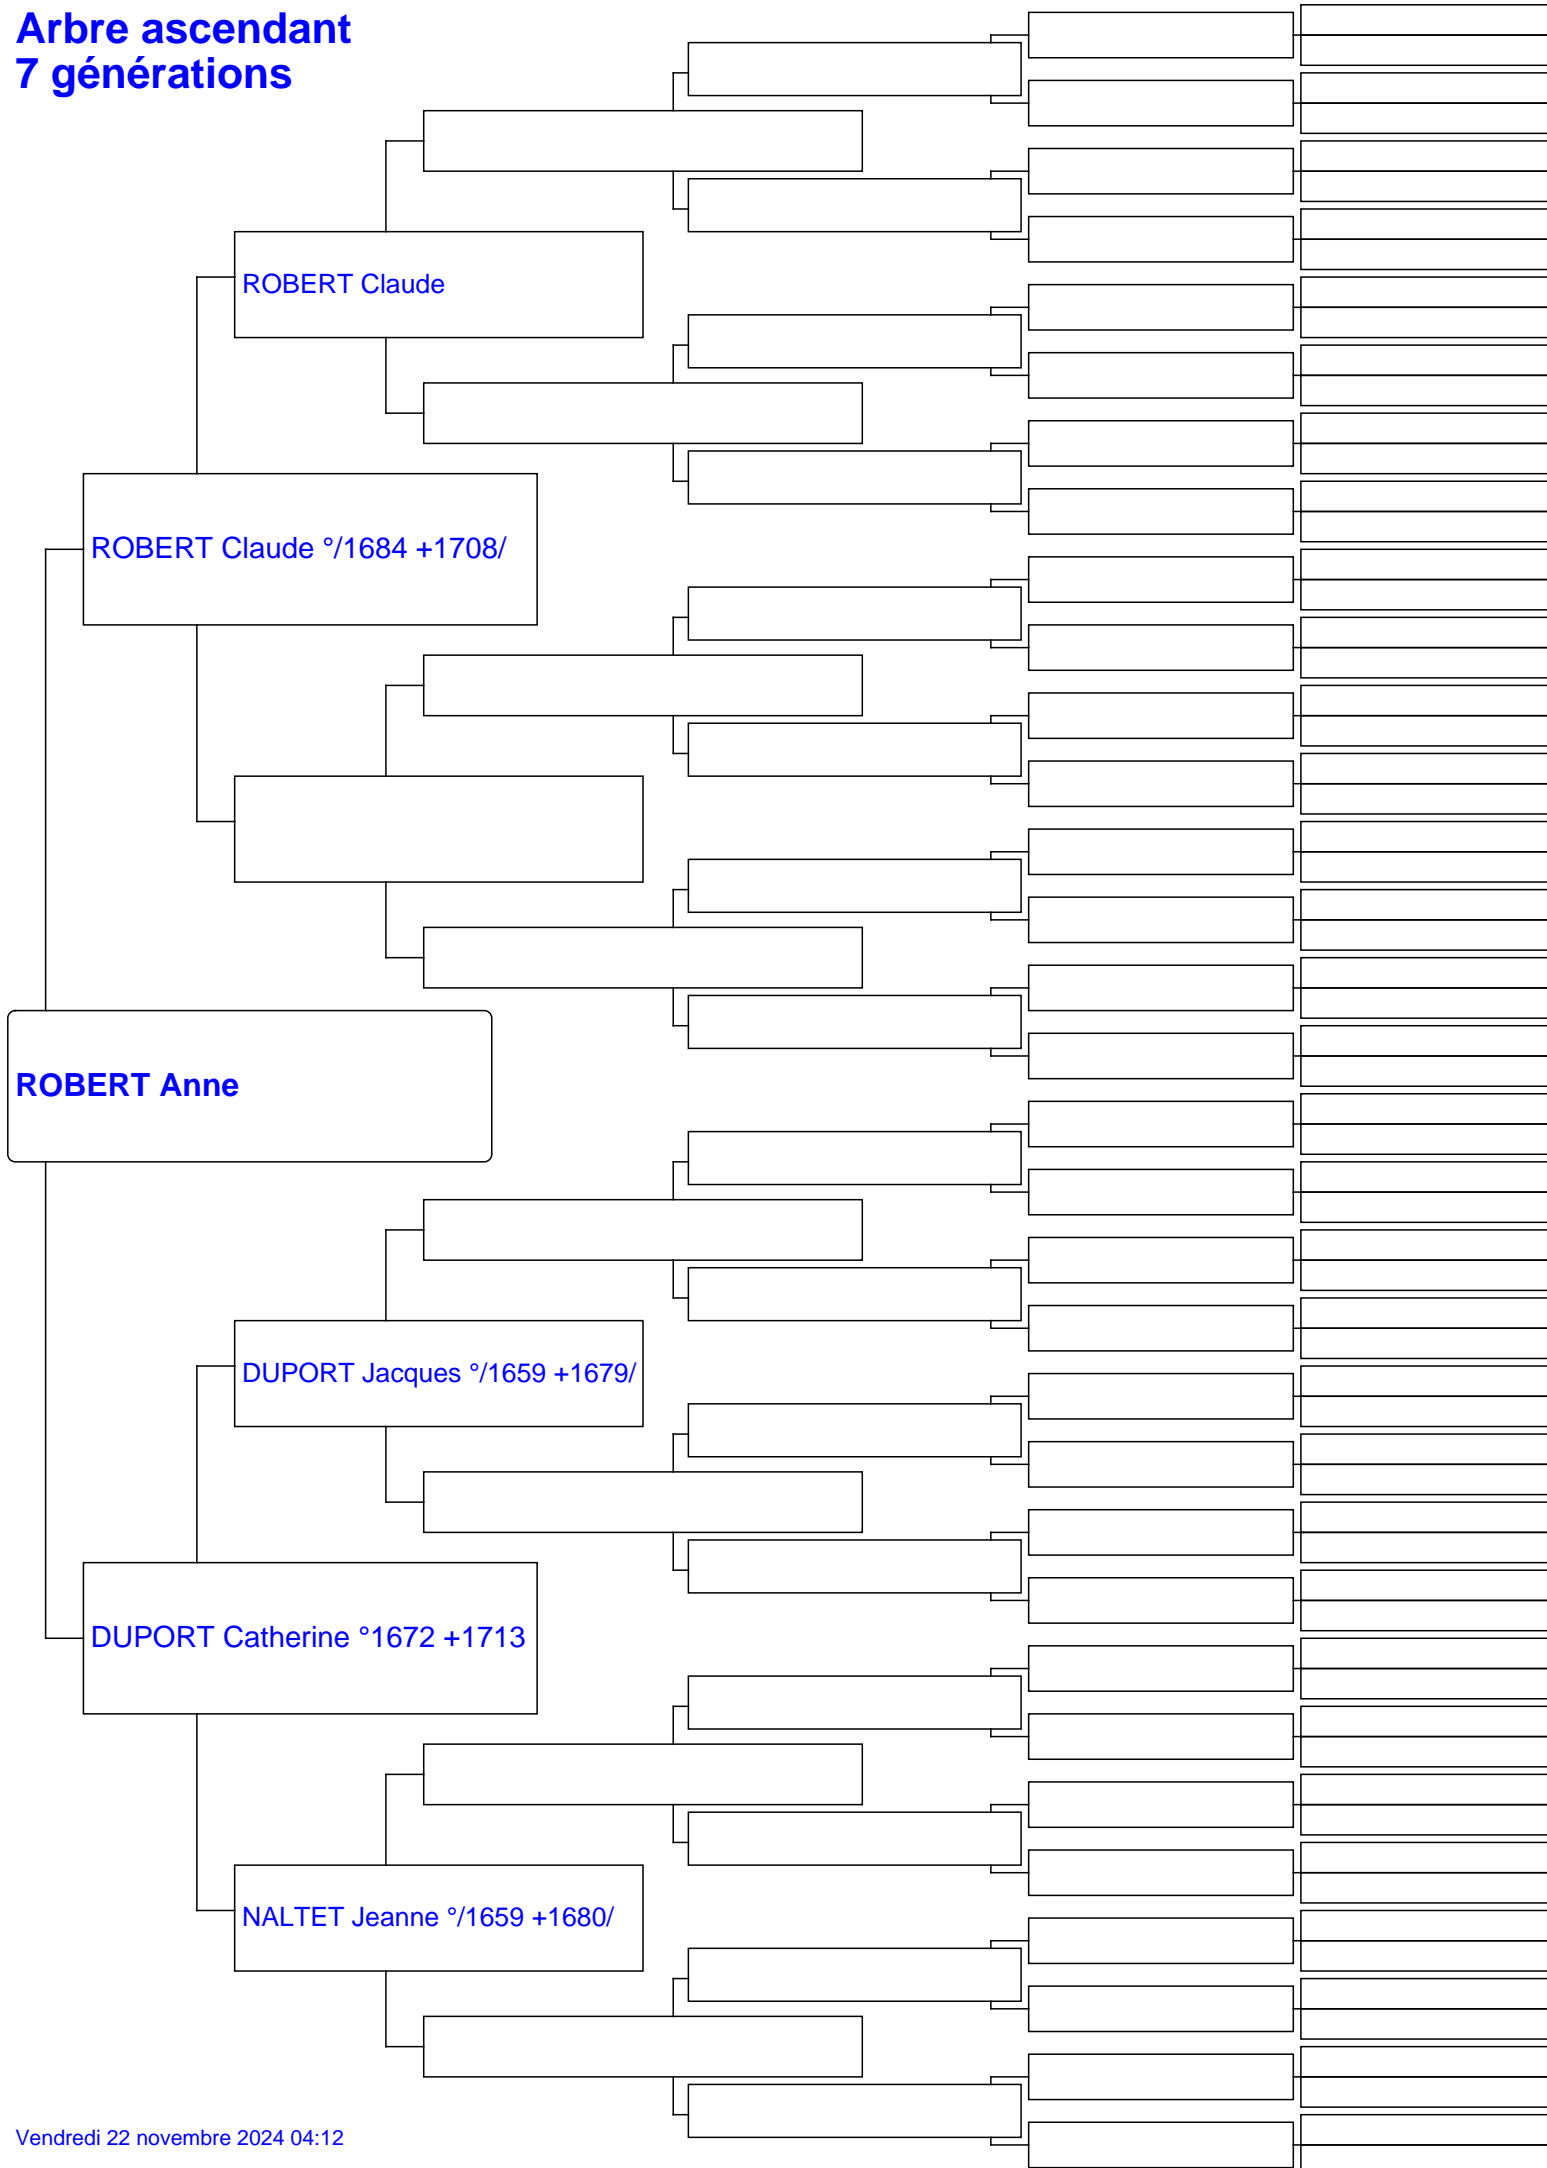 Arbre ascendant
7 générations
ROBERT Claude
ROBERT Claude °/1684 +1708/
ROBERT Anne
DUPORT Jacques °/1659 +1679/
DUPORT Catherine °1672 +1713
NALTET Jeanne °/1659 +1680/
Vendredi 22 novembre 2024 04:12